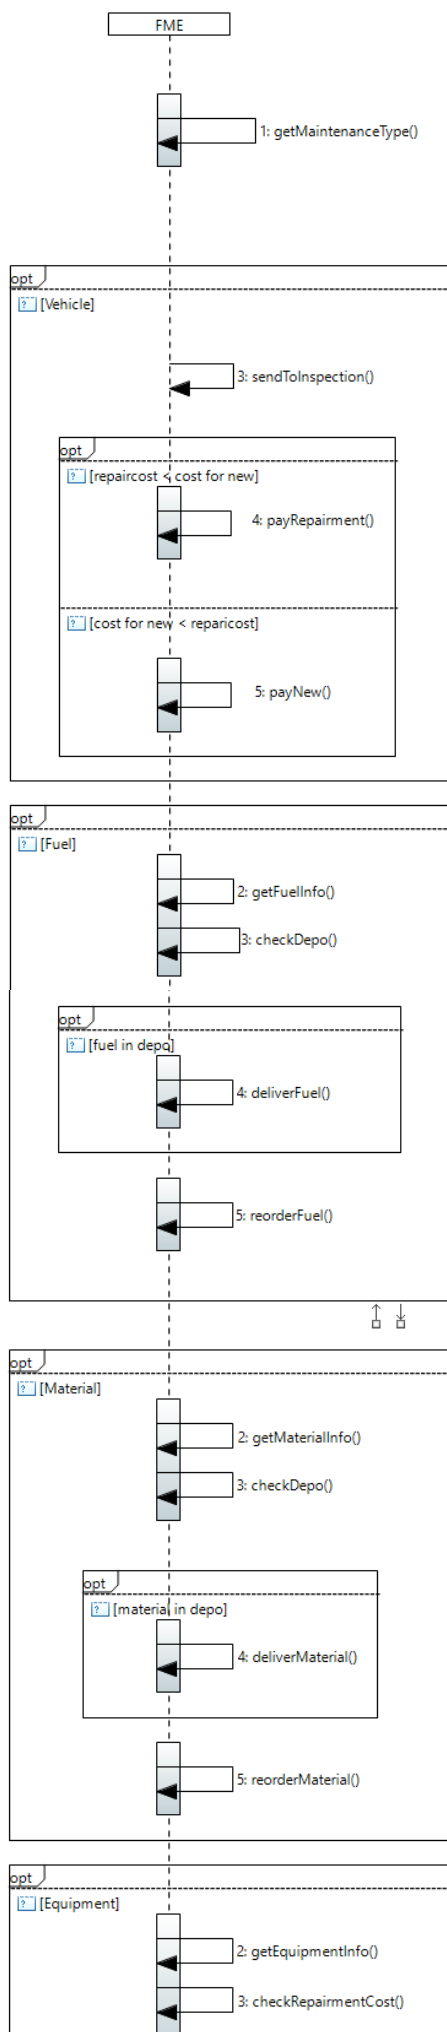 FME
1: getMaintenanceType()
opt
[Vehicle]
3: sendToInspection()
opt
[repaircost < cost for new]
4: payRepairment()
[cost for new < reparicost]
5: payNew()
opt
[Fuel]
2: getFuelInfo()
3: checkDepo()
opt
[fuel in depo]
4: deliverFuel()
5: reorderFuel()
opt
[Material]
2: getMaterialInfo()
3: checkDepo()
opt
[material in depo]
4: deliverMaterial()
5: reorderMaterial()
opt
[Equipment]
2: getEquipmentInfo()
3: checkRepairmentCost()